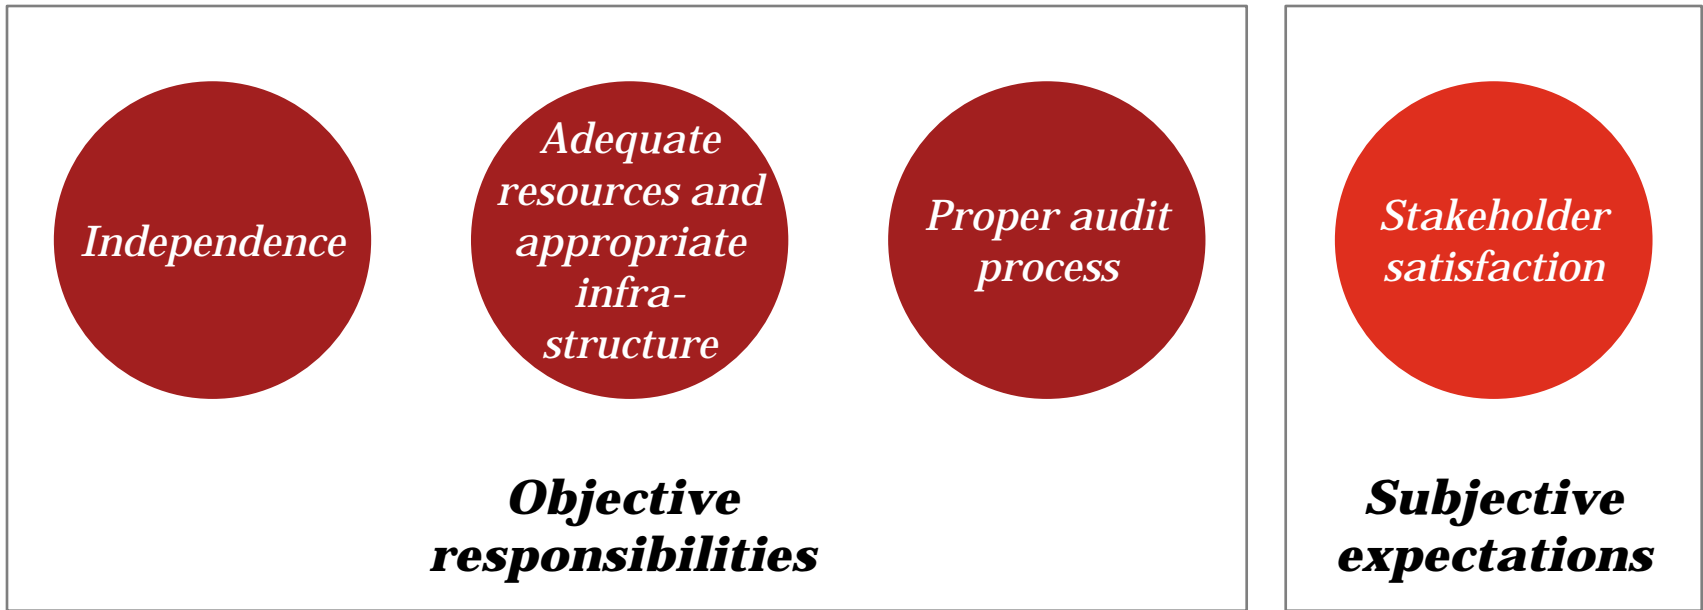 Independence
Adequate
resources and
appropriate
infra-
structure
Proper audit
process
Objective
responsibilities
Stakeholder
satisfaction
Subjective
expectations